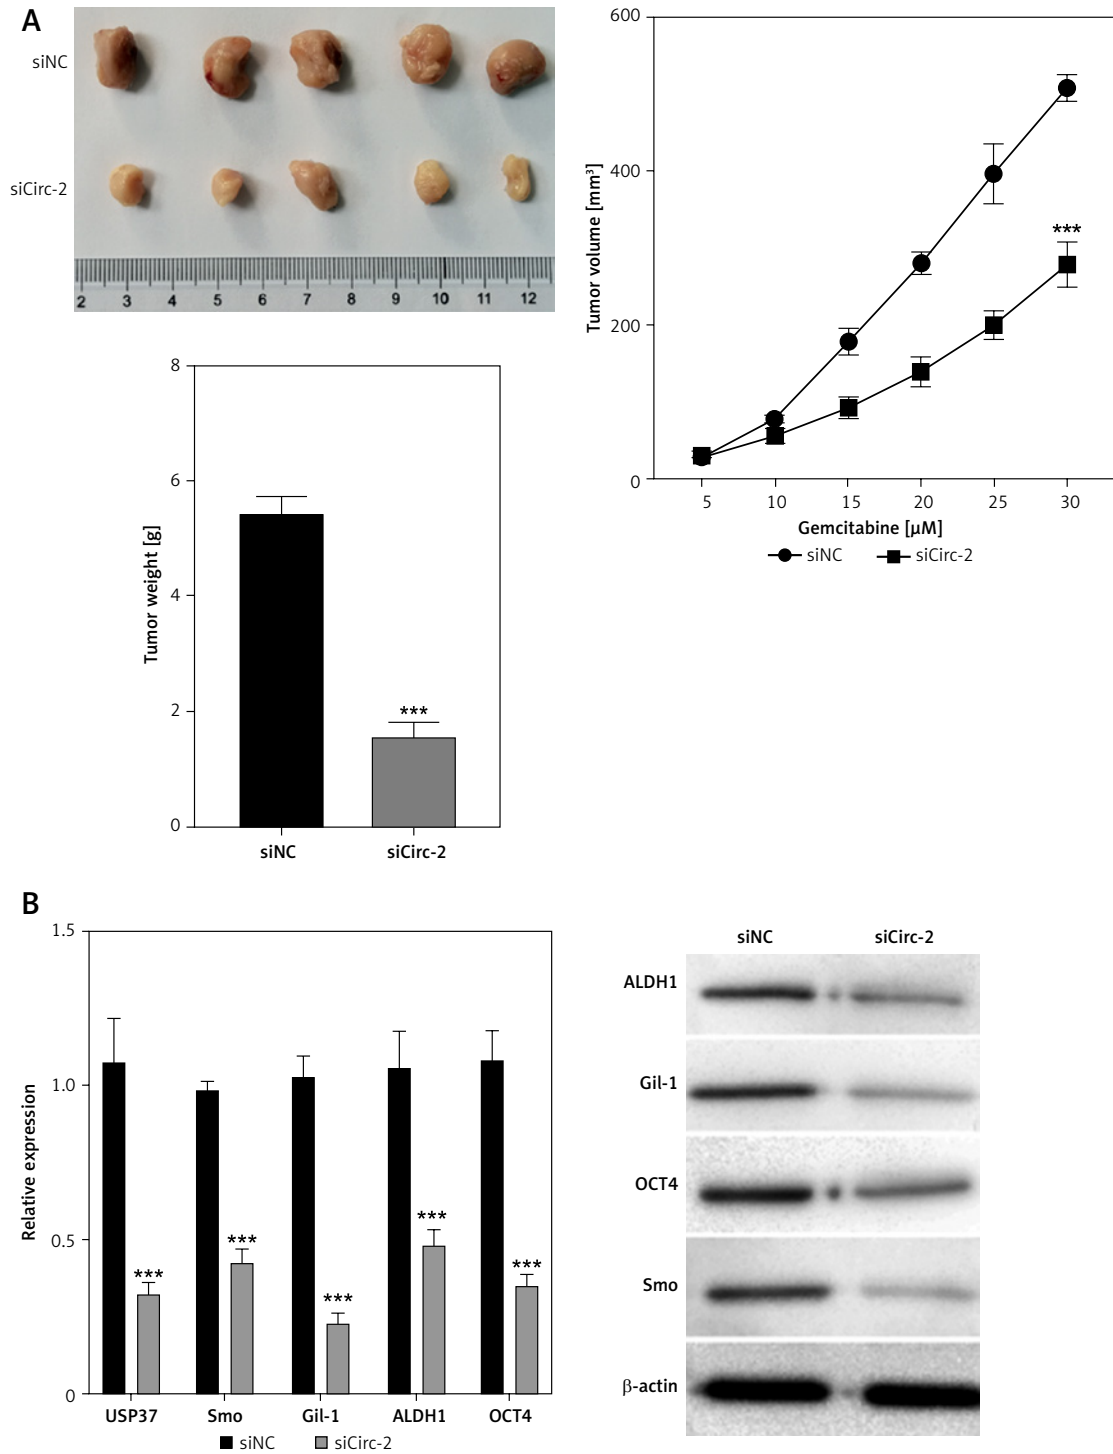 A
siNC
siCirc-2
2 3 4 5 6 7 8 9 10 11 12
600
400
200
0
Tumor volume [mm³]
***
5 10 15 20 25 30
Gemcitabine [µM]
siNC siCirc-2
8
6
4
2
0
Tumor weight [g]
***
siNC siCirc-2
B
1.5
1.0
0.5
0
Relative expression
*** *** *** *** ***
USP37 Smo Gil-1 ALDH1 OCT4
siNC siCirc-2
siNC siCirc-2
ALDH1
Gil-1
OCT4
Smo
β-actin